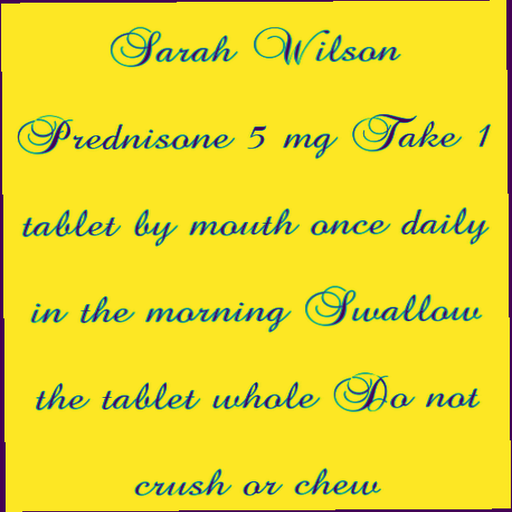 Sarah Wilson
Prednisone 5 mg Take 1
tablet by mouth once daily
in the morning Swallow
the tablet whole Do not
crush or chew